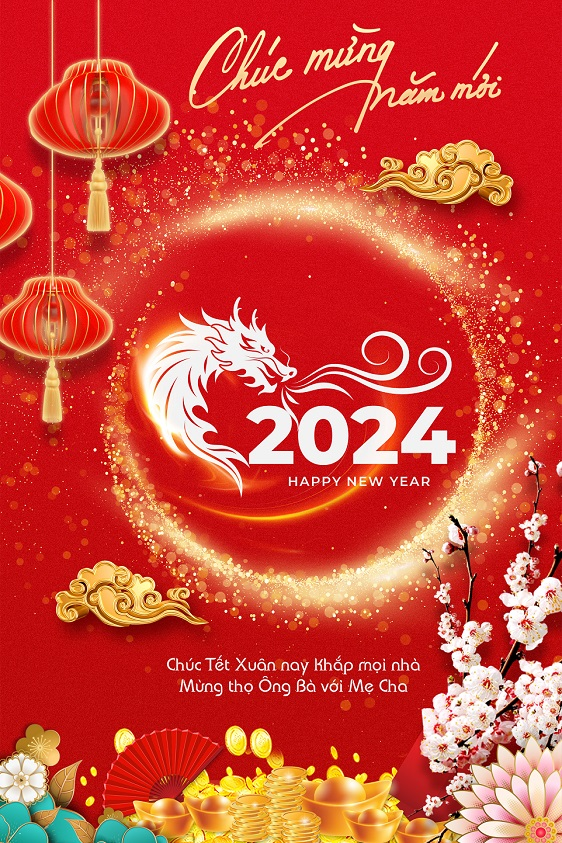 Chúc mừng
năm mới
2024
HAPPY NEW YEAR
Chúc Tết Xuân nay khắp mọi nhà
Mừng thọ Ông Bà với Mẹ Cha